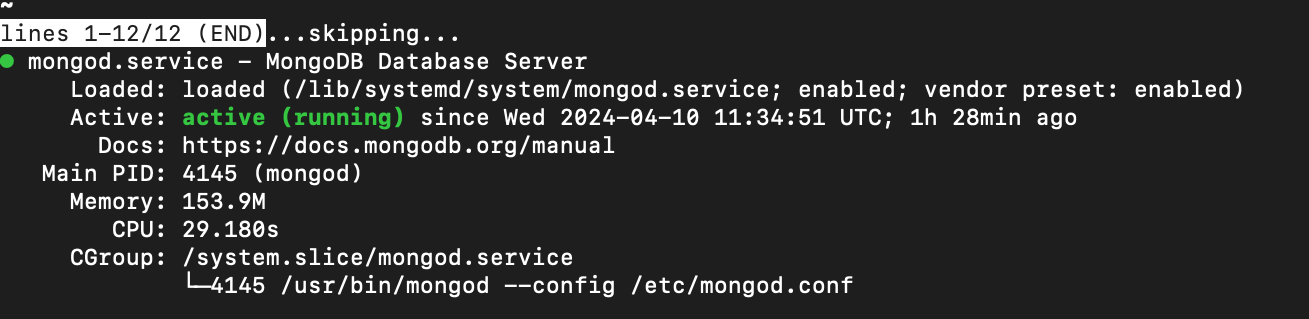 ~
lines 1-12/12 (END)...skipping...
● mongod.service - MongoDB Database Server
Loaded: loaded (/lib/systemd/system/mongod.service; enabled; vendor preset: enabled)
Active: active (running) since Wed 2024-04-10 11:34:51 UTC; 1h 28min ago
Docs: https://docs.mongodb.org/manual
Main PID: 4145 (mongod)
Memory: 153.9M
CPU: 29.180s
CGroup: /system.slice/mongod.service
└─4145 /usr/bin/mongod --config /etc/mongod.conf